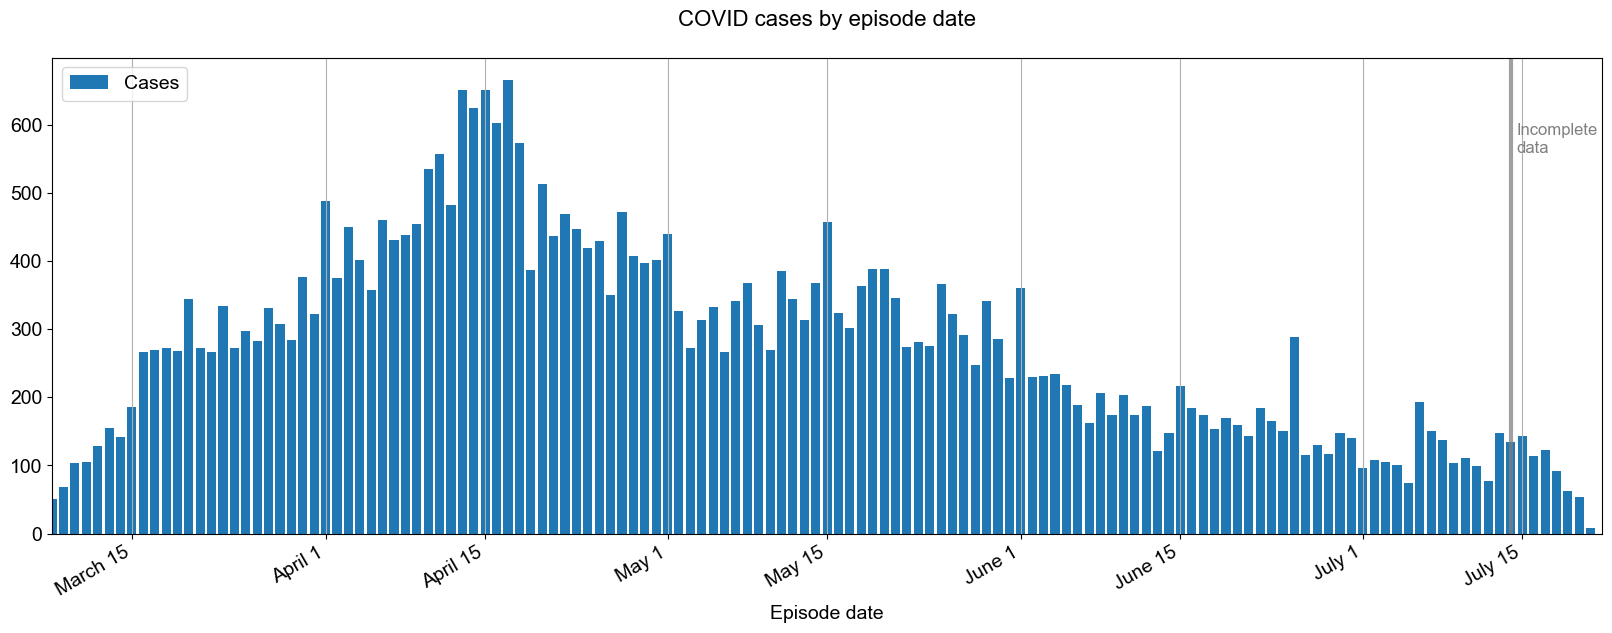 COVID cases by episode date
Cases
600
500
400
300
200
100
0
Incomplete
data
March 15
April 1
April 15
May 1
May 15
June 1
June 15
July 1
July 15
Episode date